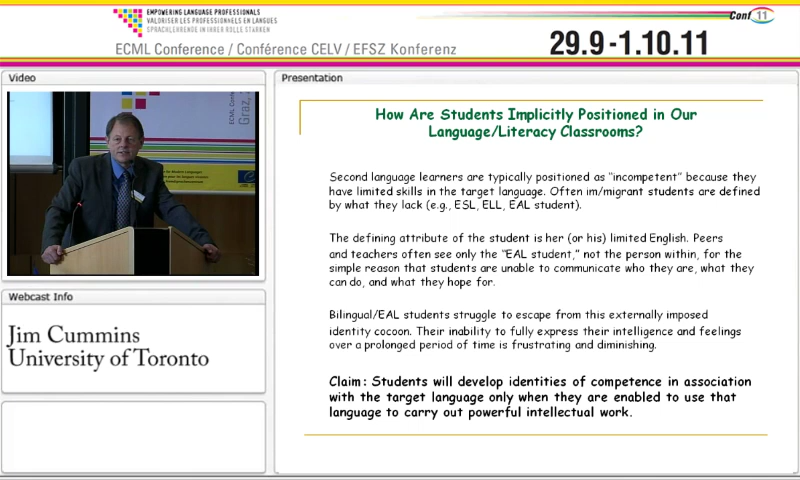 EMPOWERING LANGUAGE PROFESSIONALS
VALORISER LES PROFESSIONNELS EN LANGUES
SPRACHLEHRENDE IN IHRER ROLLE STÄRKEN
ECML Conference / Conférence CELV / EFSZ Konferenz
29.9-1.10.11
Conf 11
Video
Graz,
Webcast Info
Jim Cummins
University of Toronto
Presentation
How Are Students Implicitly Positioned in Our
Language/Literacy Classrooms?
Second language learners are typically positioned as "incompetent" because they
have limited skills in the target language. Often im/migrant students are defined
by what they lack (e.g., ESL, ELL, EAL student).
The defining attribute of the student is her (or his) limited English. Peers
and teachers often see only the "EAL student," not the person within, for the
simple reason that students are unable to communicate who they are, what they
can do, and what they hope for.
Bilingual/EAL students struggle to escape from this externally imposed
identity cocoon. Their inability to fully express their intelligence and feelings
over a prolonged period of time is frustrating and diminishing.
Claim: Students will develop identities of competence in association
with the target language only when they are enabled to use that
language to carry out powerful intellectual work.